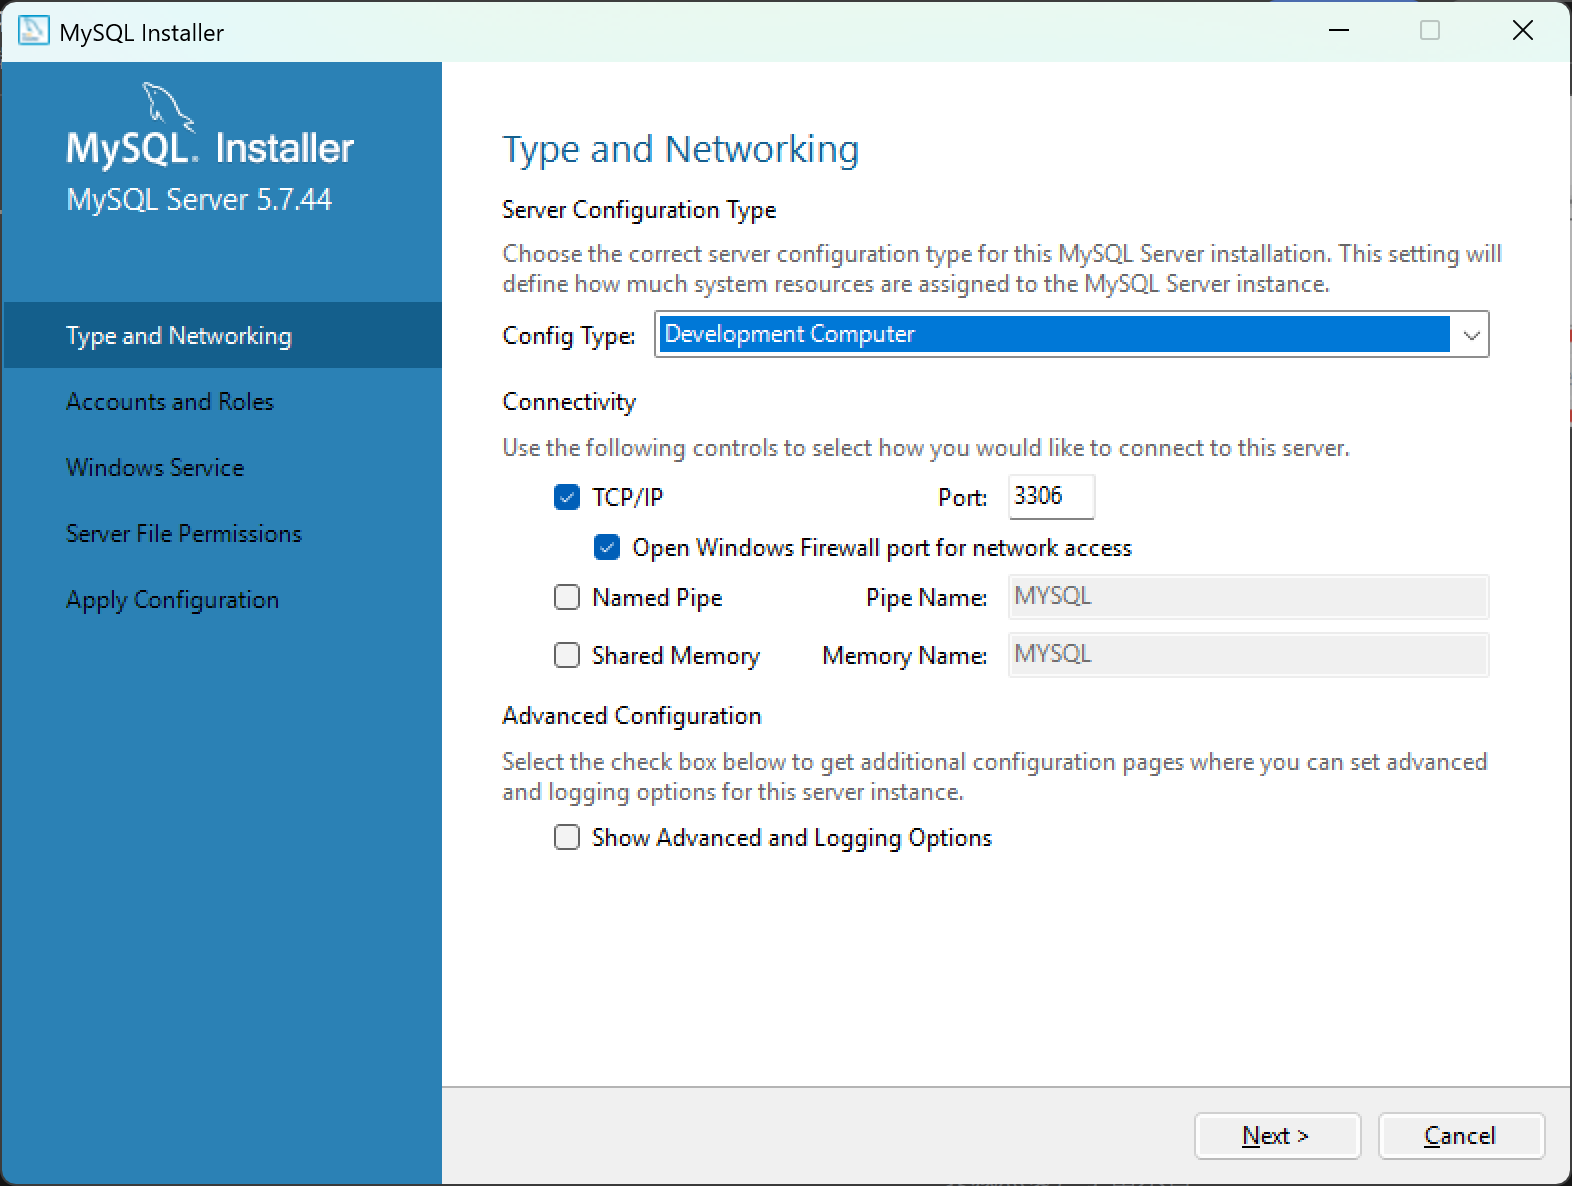 MySQL Installer
MySQL. Installer
MySQL Server 5.7.44
Type and Networking
Accounts and Roles
Windows Service
Server File Permissions
Apply Configuration
Type and Networking
Server Configuration Type
Choose the correct server configuration type for this MySQL Server installation. This setting will
define how much system resources are assigned to the MySQL Server instance.
Config Type: Development Computer
Connectivity
Use the following controls to select how you would like to connect to this server.
TCP/IP Port: 3306
Open Windows Firewall port for network access
Named Pipe Pipe Name: MYSQL
Shared Memory Memory Name: MYSQL
Advanced Configuration
Select the check box below to get additional configuration pages where you can set advanced
and logging options for this server instance.
Show Advanced and Logging Options
Next > Cancel